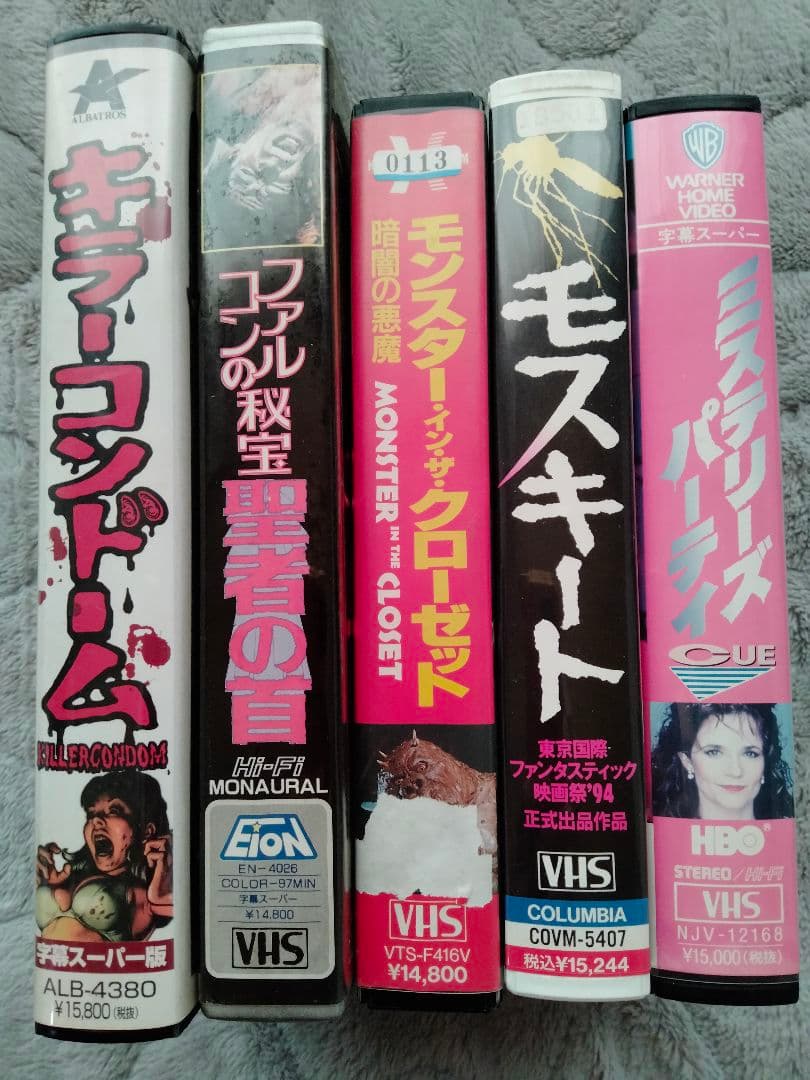 ALBATROS
キラーコンドーム
KILLERCONDOM
字幕スーパー版
ALB-4380
¥15,800(税抜)
ファルコンの秘宝
聖者の首
Hi-Fi
MONAURAL
EION
EN-4026
COLOR-97MIN
字幕スーパー
¥14,800
VHS
0113
モンスター・イン・ザ・クローゼット
暗闇の悪魔
MONSTER IN THE CLOSET
VHS
VTS-F416V
¥14,800
モスキート
東京国際
ファンタスティック
映画祭'94
正式出品作品
VHS
COLUMBIA
COVM-5407
税込¥15,244
WB
WARNER
HOME
VIDEO
字幕スーパー
ミステリーズ
パーティ
CUE
HBO®
STEREO/Hi-Fi
VHS
NJV-12168
¥15,000(税抜)